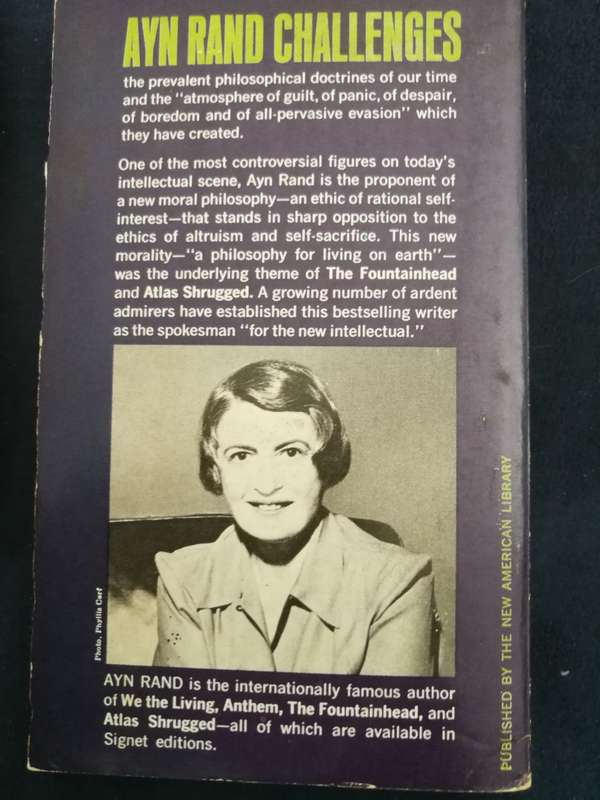 AYN RAND CHALLENGES
the prevalent philosophical doctrines of our time
and the "atmosphere of guilt, of panic, of despair,
of boredom and of all-pervasive evasion" which
they have created.
One of the most controversial figures on today's
intellectual scene, Ayn Rand is the proponent of
a new moral philosophy—an ethic of rational self-
interest—that stands in sharp opposition to the
ethics of altruism and self-sacrifice. This new
morality—"a philosophy for living on earth"—
was the underlying theme of The Fountainhead
and Atlas Shrugged. A growing number of ardent
admirers have established this bestselling writer
as the spokesman "for the new intellectual."
Photo, Phyllis Cerf
AYN RAND is the internationally famous author
of We the Living, Anthem, The Fountainhead, and
Atlas Shrugged—all of which are available in
Signet editions.
PUBLISHED BY THE NEW AMERICAN LIBRARY